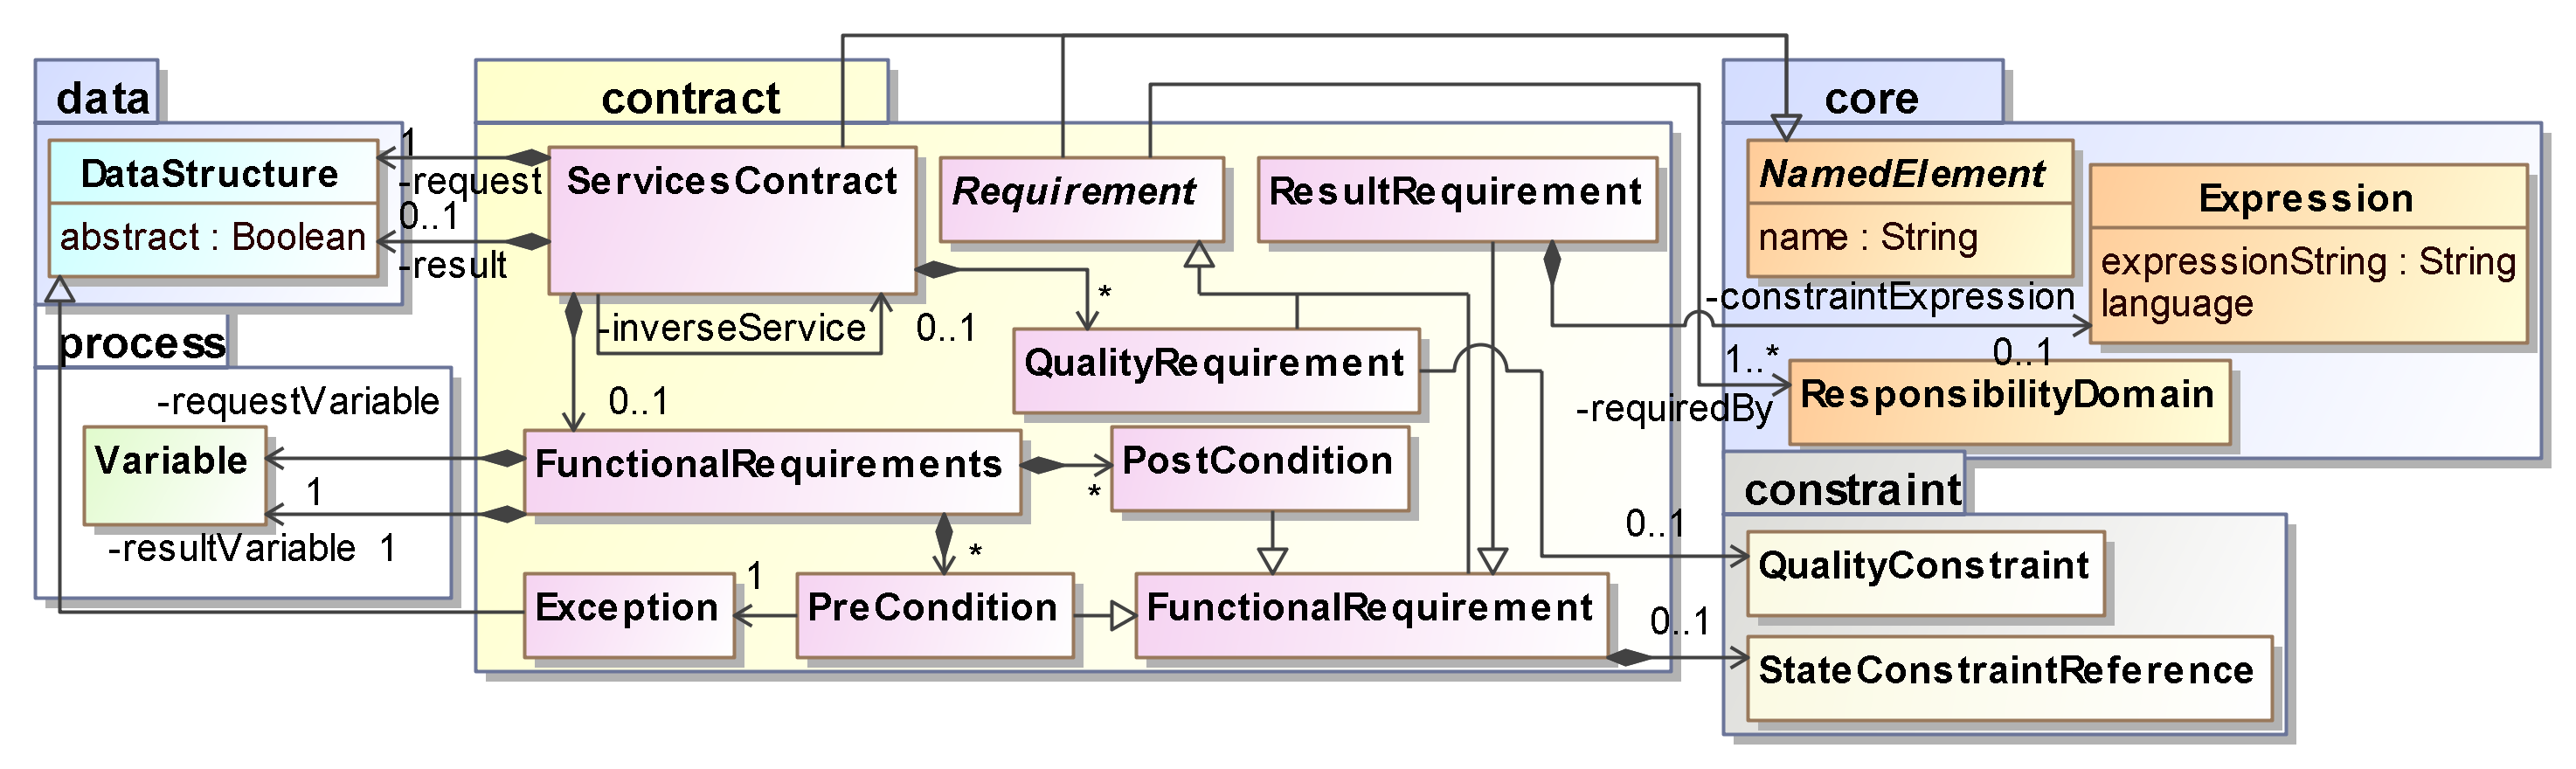 data
DataStructure
abstract : Boolean
1
-request
0..1
-result
process
-requestVariable
Variable
1
-resultVariable 1
contract
ServicesContract
Requirement
ResultRequirement
-inverseService
0..1
*
QualityRequirement
0..1
FunctionalRequirements
PostCondition
*
*
Exception
1
PreCondition
FunctionalRequirement
core
NamedElement
name : String
Expression
expressionString : String
language
-constraintExpression
0..1
1..*
-requiredBy
ResponsibilityDomain
constraint
0..1
QualityConstraint
0..1
StateConstraintReference